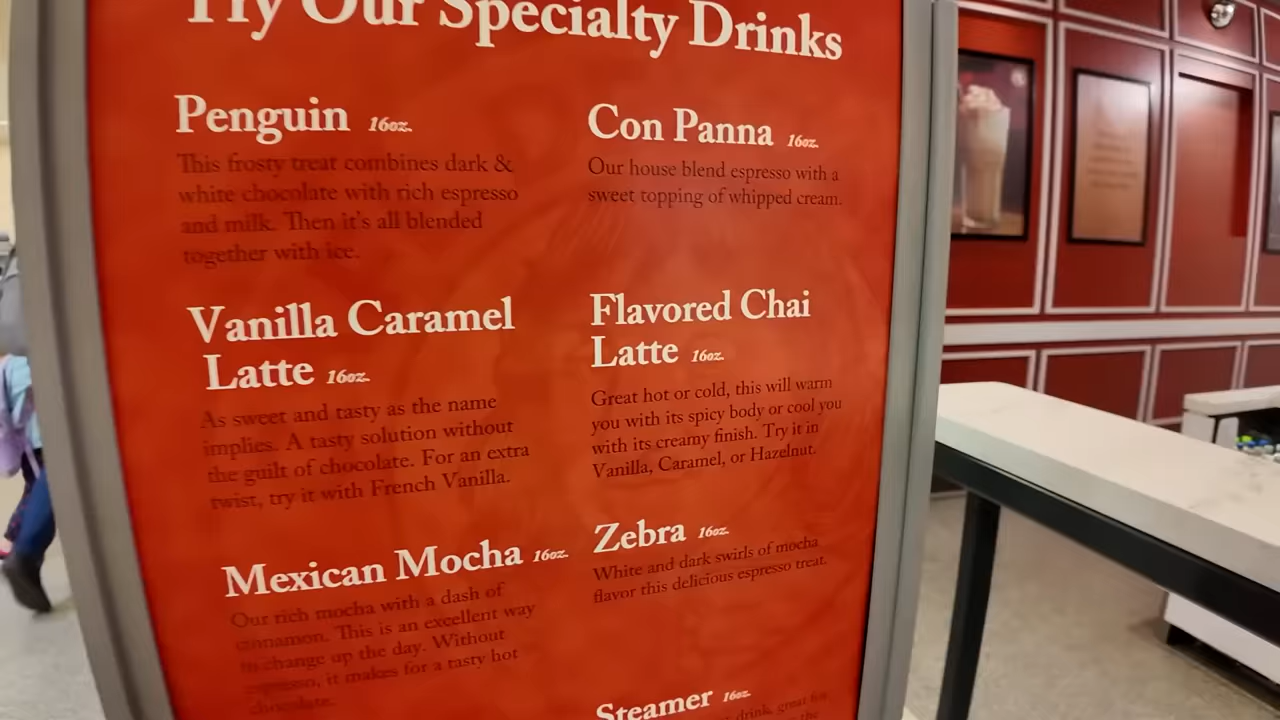 Try Our Specialty Drinks
Penguin 16oz.
This frosty treat combines dark &
white chocolate with rich espresso
and milk. Then it's all blended
together with ice.
Vanilla Caramel
Latte 16oz.
As sweet and tasty as the name
implies. A tasty solution without
the guilt of chocolate. For an extra
twist, try it with French Vanilla.
Mexican Mocha 16oz.
Our rich mocha with a dash of
cinnamon. This is an excellent way
to change up the day. Without
espresso, it makes for a tasty hot
chocolate.
Con Panna 16oz.
Our house blend espresso with a
sweet topping of whipped cream.
Flavored Chai
Latte 16oz.
Great hot or cold, this will warm
you with its spicy body or cool you
with its creamy finish. Try it in
Vanilla, Caramel, or Hazelnut.
Zebra 16oz.
White and dark swirls of mocha
flavor this delicious espresso treat.
Steamer 16oz.
drink, great for
the